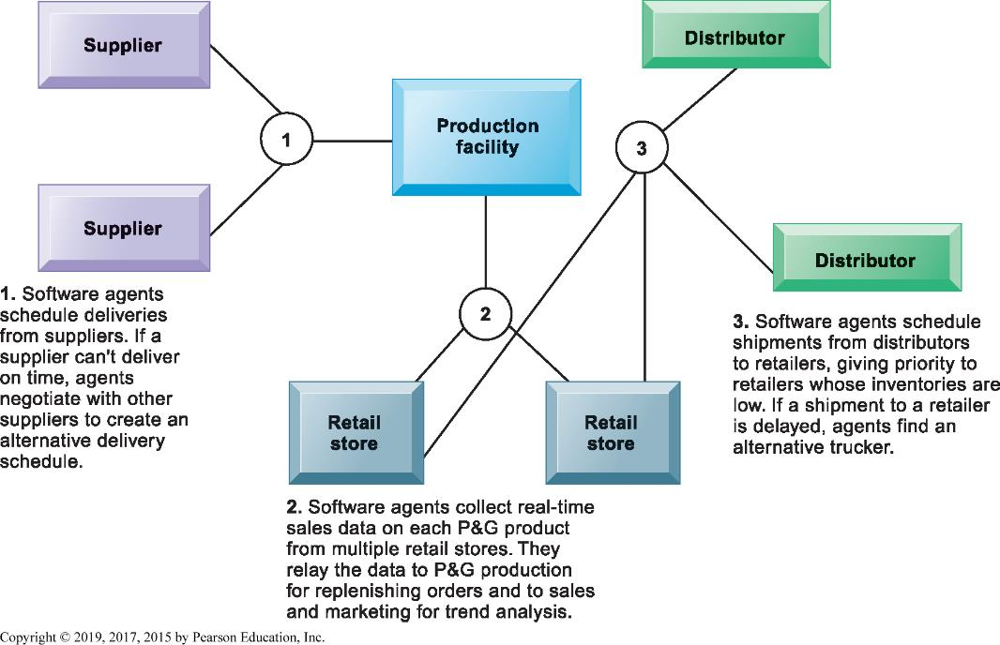 Supplier
Distributor
Production
facility
1
3
Supplier
Distributor
2
1. Software agents
schedule deliveries
from suppliers. If a
supplier can't deliver
on time, agents
negotiate with other
suppliers to create an
alternative delivery
schedule.
3. Software agents schedule
shipments from distributors
to retailers, giving priority to
retailers whose inventories are
low. If a shipment to a retailer
is delayed, agents find an
alternative trucker.
Retail
store
Retail
store
2. Software agents collect real-time
sales data on each P&G product
from multiple retail stores. They
relay the data to P&G production
for replenishing orders and to sales
and marketing for trend analysis.
Copyright © 2019, 2017, 2015 by Pearson Education, Inc.